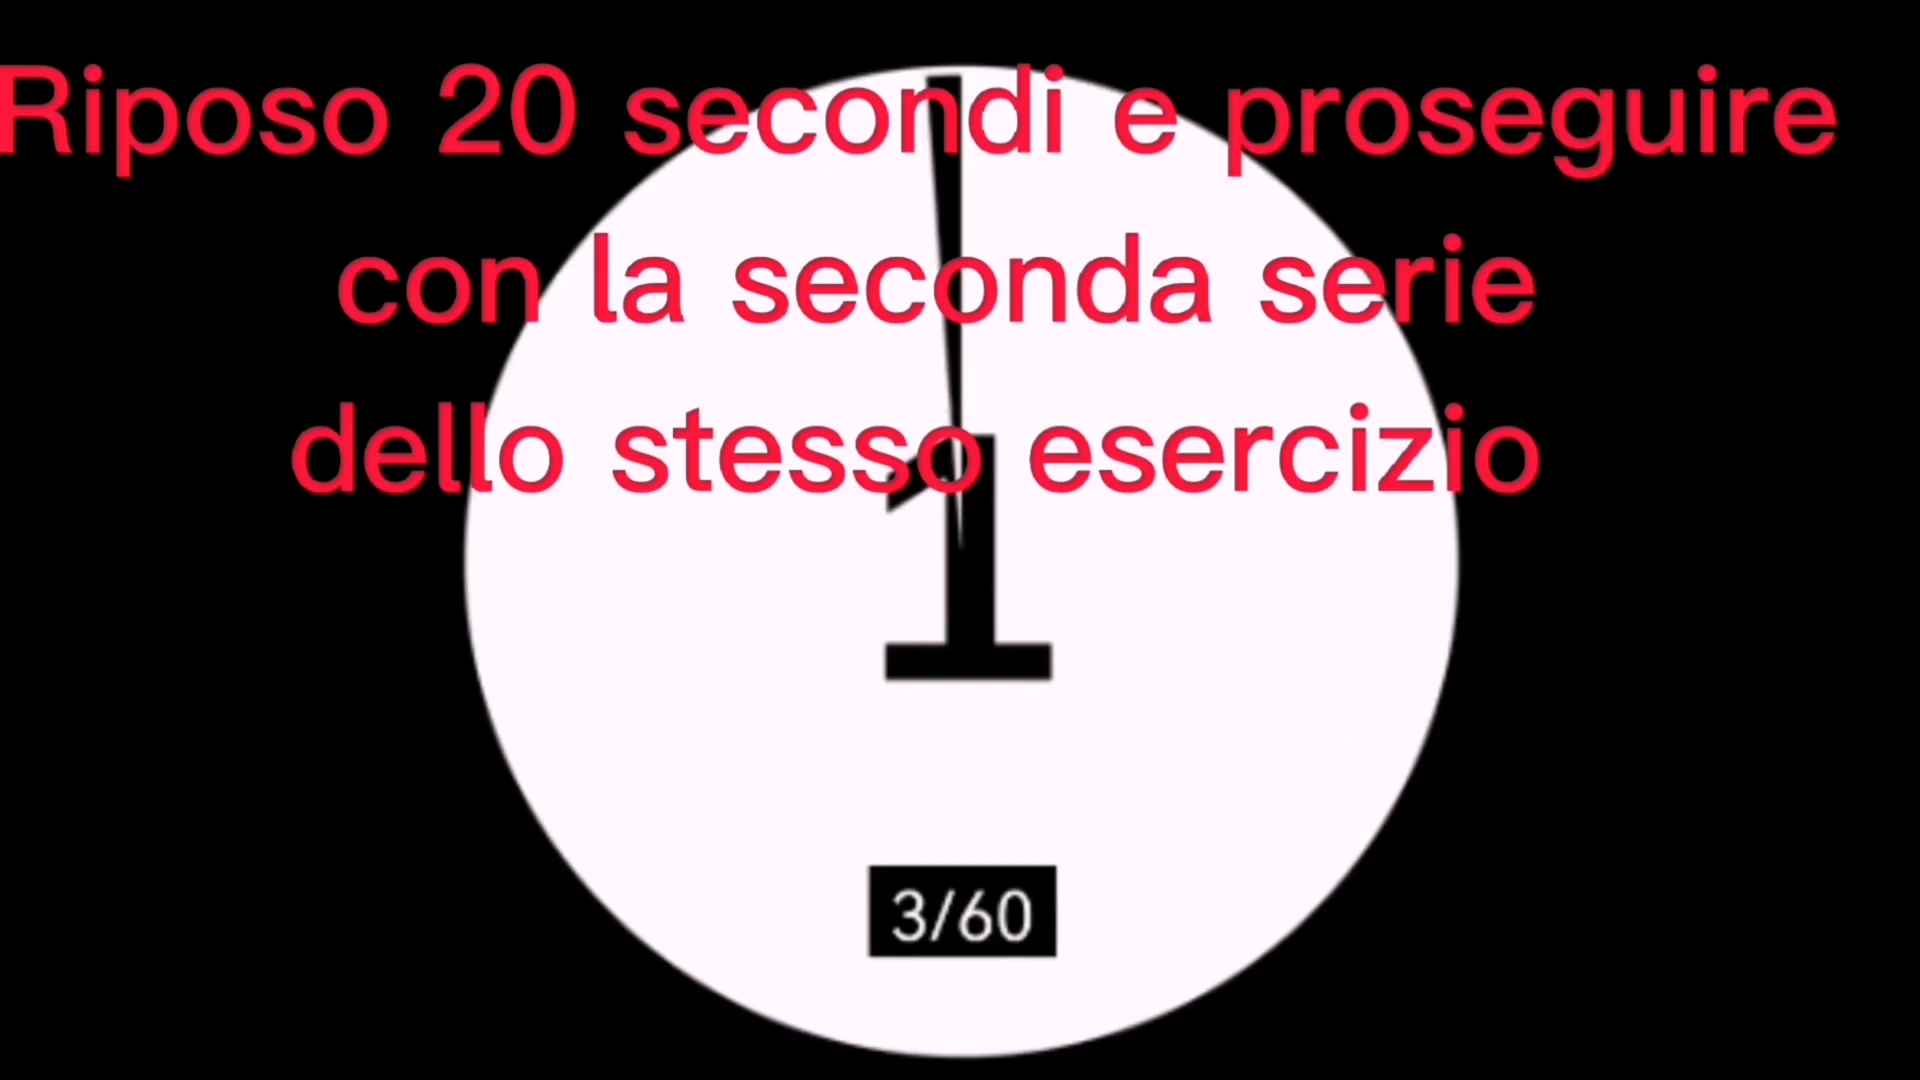 Riposo 20 secondi e proseguire
con la seconda serie
dello stesso esercizio
1
3/60